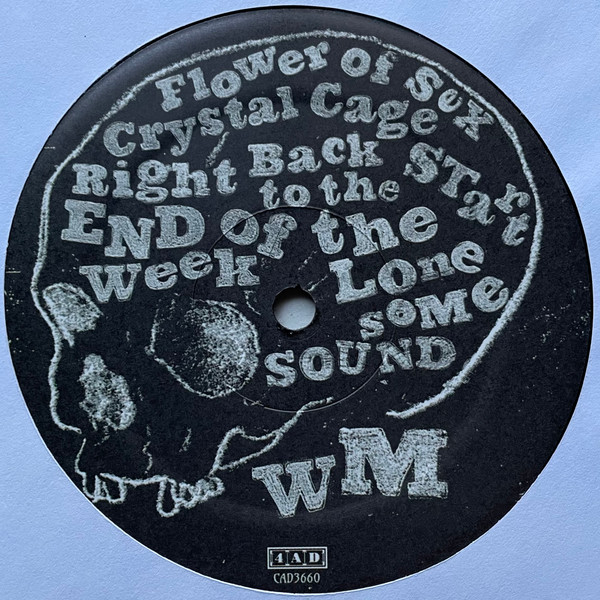 Flower Of Sex
Crystal Cage
Right Back
to the
START
END Of the
Week
LOne
soME
SOUND
WM
4AD
CAD3660